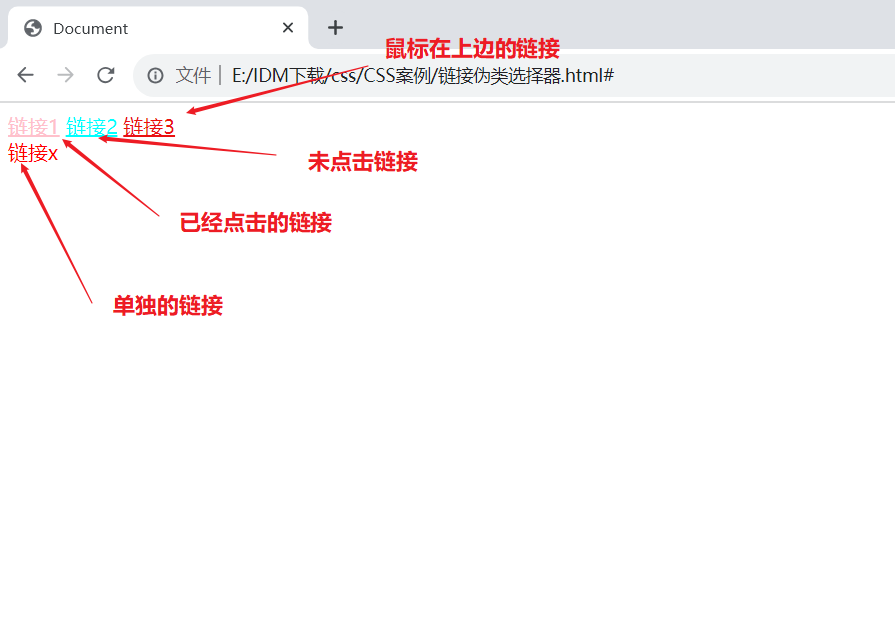 Document
鼠标在上边的链接
文件 | E:/IDM下载/css/CSS案例/链接伪类选择器.html#
链接1 链接2 链接3
链接x
未点击链接
已经点击的链接
单独的链接